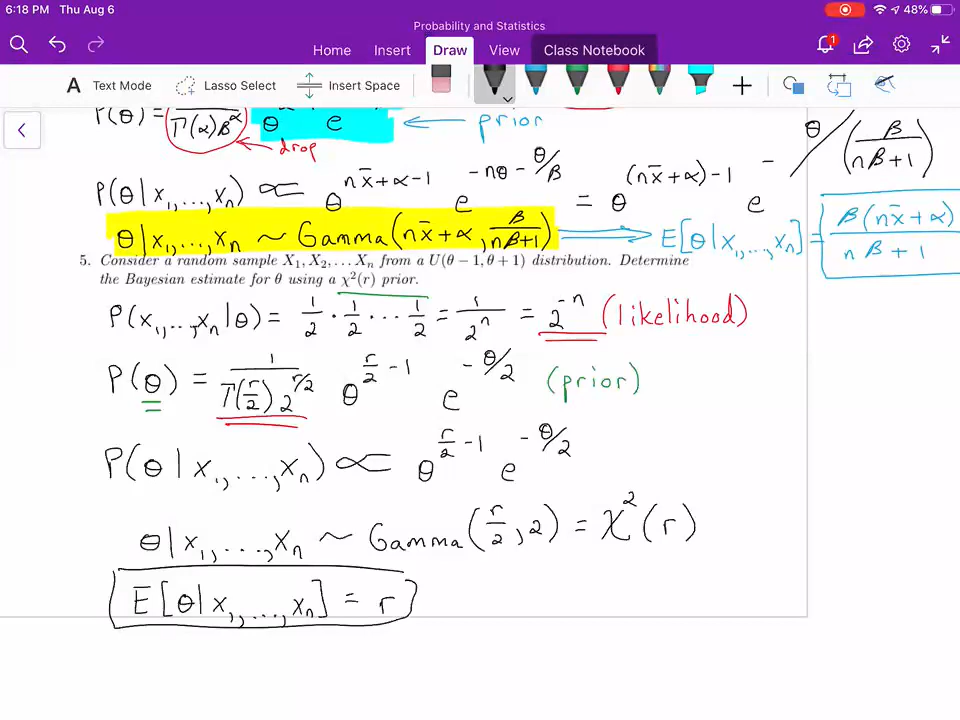 6:18 PM Thu Aug 6
48%
Probability and Statistics
Home Insert Draw View Class Notebook
1
A Text Mode Lasso Select Insert Space
P(θ) = Γ(α)β^α θ e ← prior
drop
P(θ|x₁,...,xₙ) ∝ θ^(nx̄+α-1) e^(-nθ-θ/β) = θ^((nx̄+α)-1) e^(-θ/(β/(nβ+1)))
θ|x₁,...,xₙ ~ Gamma(nx̄+α, β/(nβ+1)) → E[θ|x₁,...,xₙ] = β(nx̄+α)/(nβ+1)
5. Consider a random sample X₁, X₂, . . . Xₙ from a U(θ − 1, θ + 1) distribution. Determine
the Bayesian estimate for θ using a χ²(r) prior.
P(x₁,...,xₙ|θ) = 1/2 · 1/2 ··· 1/2 = 1/2ⁿ = 2⁻ⁿ (likelihood)
P(θ) = 1/(Γ(r/2) 2^(r/2)) θ^(r/2 -1) e^(-θ/2) (prior)
P(θ|x₁,...,xₙ) ∝ θ^(r/2 -1) e^(-θ/2)
θ|x₁,...,xₙ ~ Gamma(r/2, 2) = χ²(r)
E[θ|x₁,...,xₙ] = r